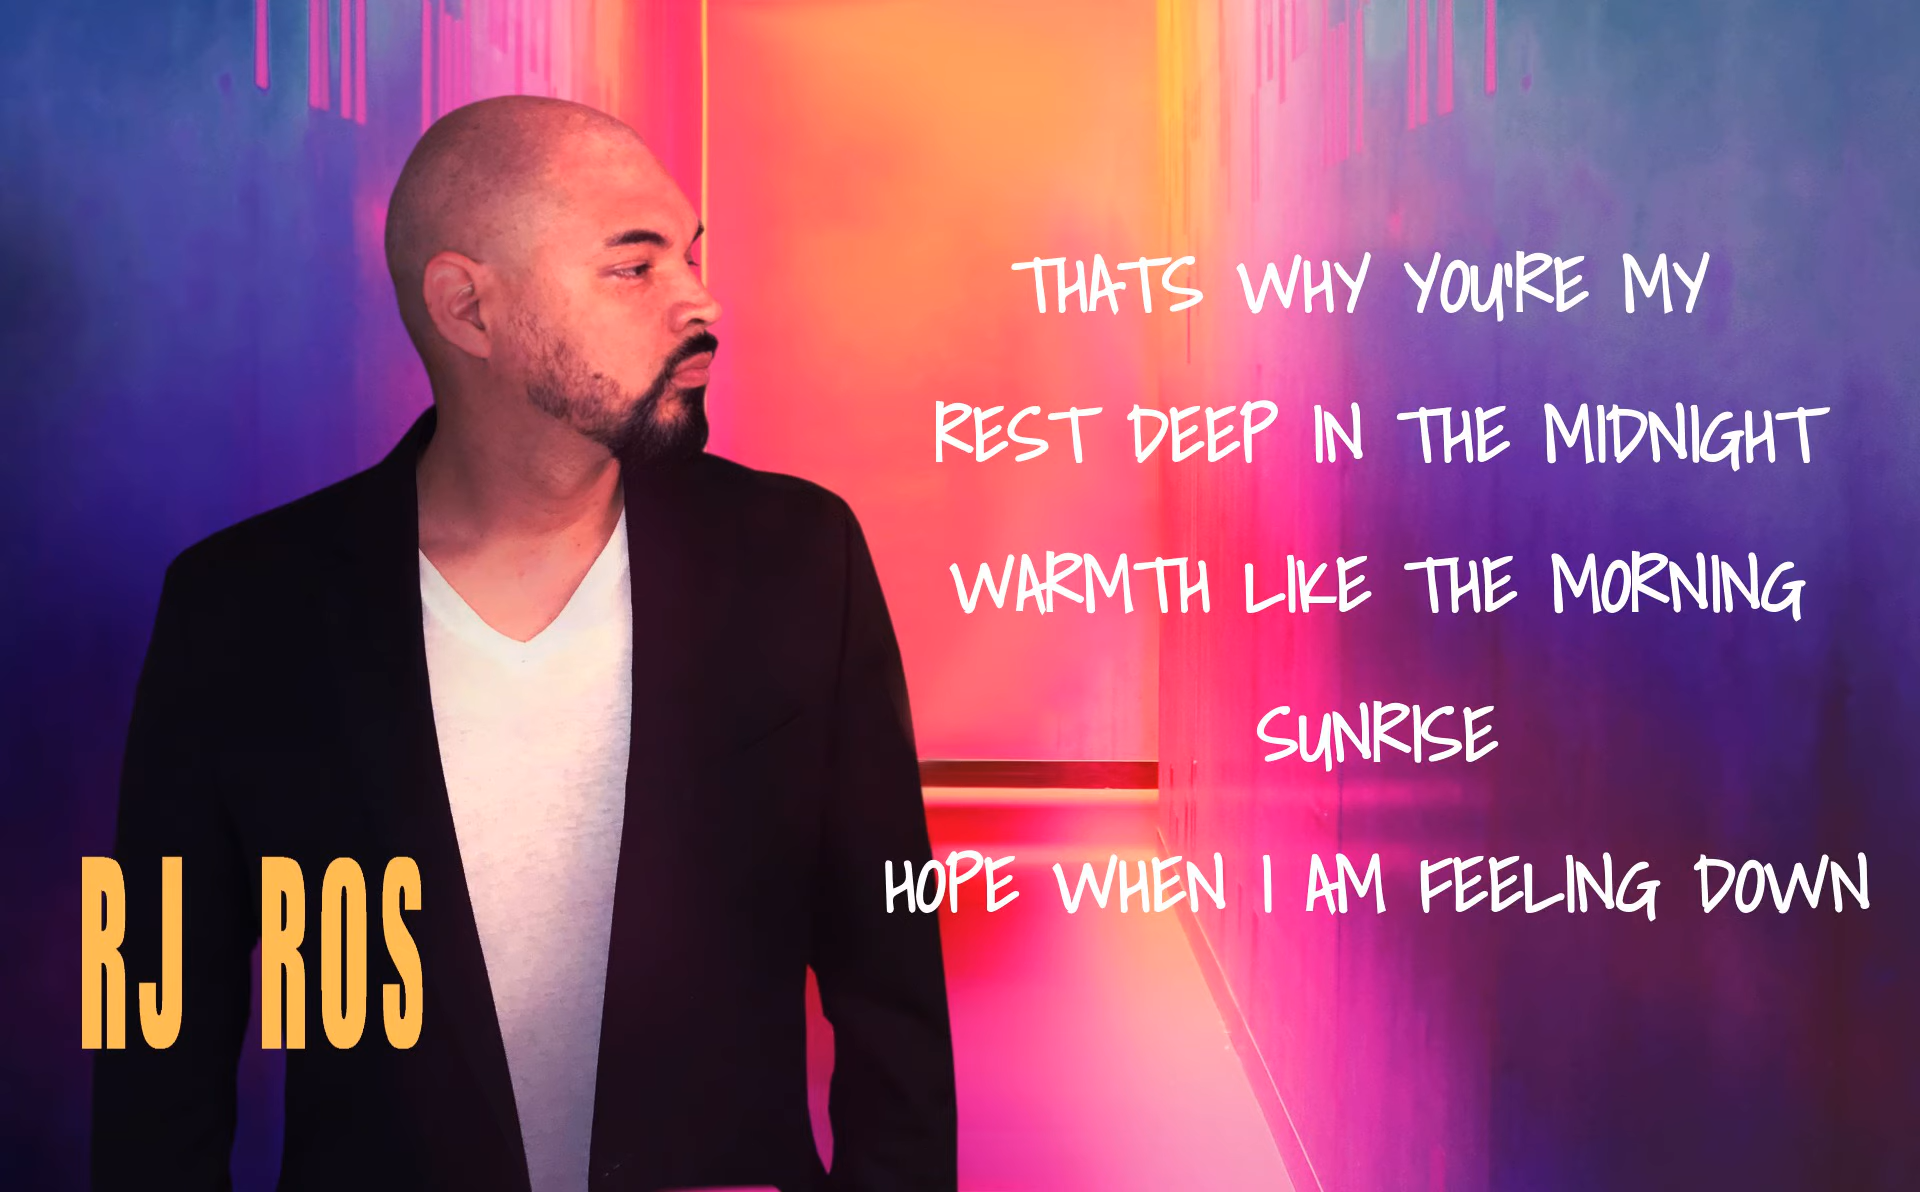 THATS WHY YOU'RE MY
REST DEEP IN THE MIDNIGHT
WARMTH LIKE THE MORNING
SUNRISE
HOPE WHEN I AM FEELING DOWN
RJ ROS